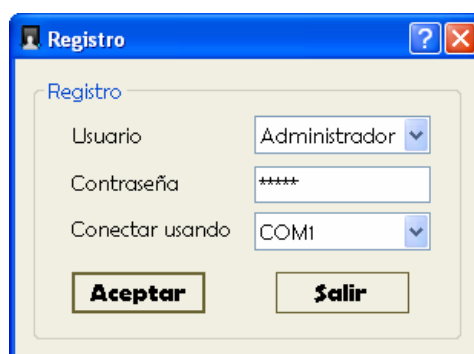 Registro
Registro
Usuario Administrador
Contraseña *****
Conectar usando COM1
Aceptar Salir